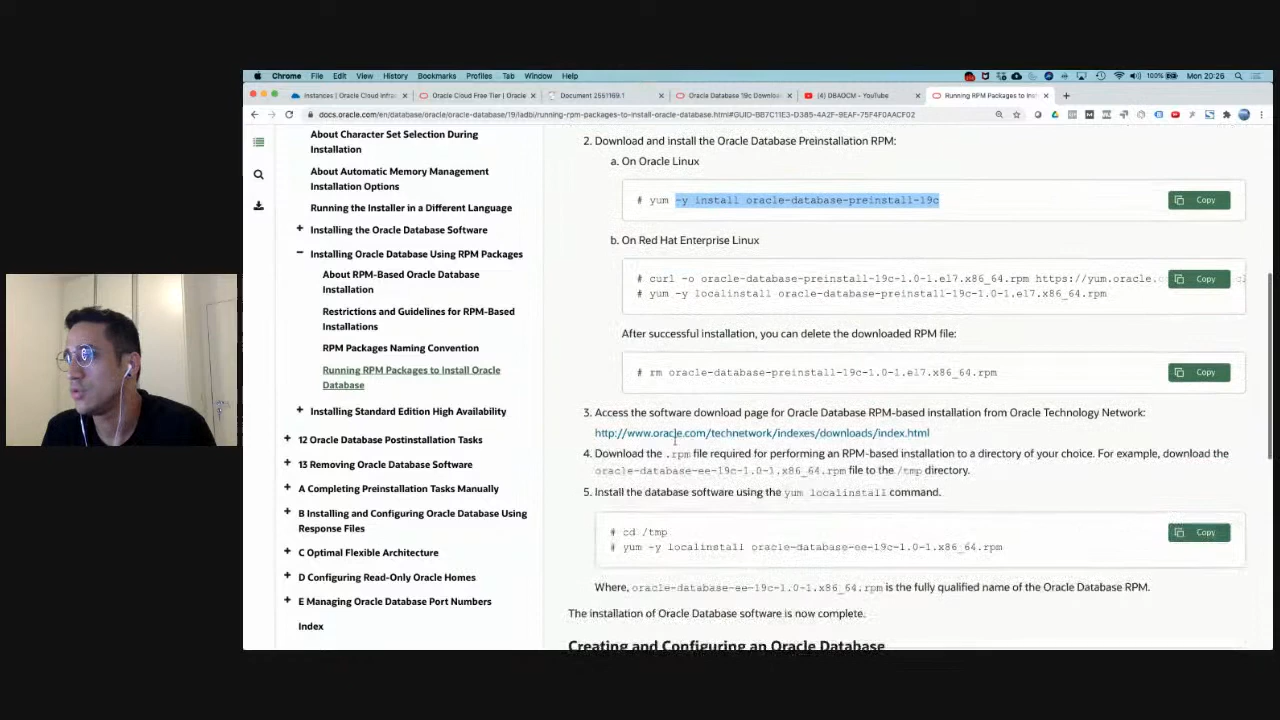 Chrome File Edit View History Bookmarks Profiles Tab Window Help
100% Mon 20:26
Instances | Oracle Cloud Infra
Oracle Cloud Free Tier | Oracle
Document 2551169.1
Oracle Database 19c Downloa
(4) DBAOCM - YouTube
Running RPM Packages to Ins
docs.oracle.com/en/database/oracle/oracle-database/19/ladbi/running-rpm-packages-to-install-oracle-database.html#GUID-BB7C11E3-D385-4A2F-9EAF-75F4F0AACF02
About Character Set Selection During
Installation
About Automatic Memory Management
Installation Options
Running the Installer in a Different Language
Installing the Oracle Database Software
Installing Oracle Database Using RPM Packages
About RPM-Based Oracle Database
Installation
Restrictions and Guidelines for RPM-Based
Installations
RPM Packages Naming Convention
Running RPM Packages to Install Oracle
Database
Installing Standard Edition High Availability
12 Oracle Database Postinstallation Tasks
13 Removing Oracle Database Software
A Completing Preinstallation Tasks Manually
B Installing and Configuring Oracle Database Using
Response Files
C Optimal Flexible Architecture
D Configuring Read-Only Oracle Homes
E Managing Oracle Database Port Numbers
Index
2. Download and install the Oracle Database Preinstallation RPM:
a. On Oracle Linux
# yum -y install oracle-database-preinstall-19c
Copy
b. On Red Hat Enterprise Linux
# curl -o oracle-database-preinstall-19c-1.0-1.el7.x86_64.rpm https://yum.oracle.c
# yum -y localinstall oracle-database-preinstall-19c-1.0-1.el7.x86_64.rpm
Copy
After successful installation, you can delete the downloaded RPM file:
# rm oracle-database-preinstall-19c-1.0-1.el7.x86_64.rpm
Copy
3. Access the software download page for Oracle Database RPM-based installation from Oracle Technology Network:
http://www.oracle.com/technetwork/indexes/downloads/index.html
4. Download the .rpm file required for performing an RPM-based installation to a directory of your choice. For example, download the
oracle-database-ee-19c-1.0-1.x86_64.rpm file to the /tmp directory.
5. Install the database software using the yum localinstall command.
# cd /tmp
# yum -y localinstall oracle-database-ee-19c-1.0-1.x86_64.rpm
Copy
Where, oracle-database-ee-19c-1.0-1.x86_64.rpm is the fully qualified name of the Oracle Database RPM.
The installation of Oracle Database software is now complete.
Creating and Configuring an Oracle Database